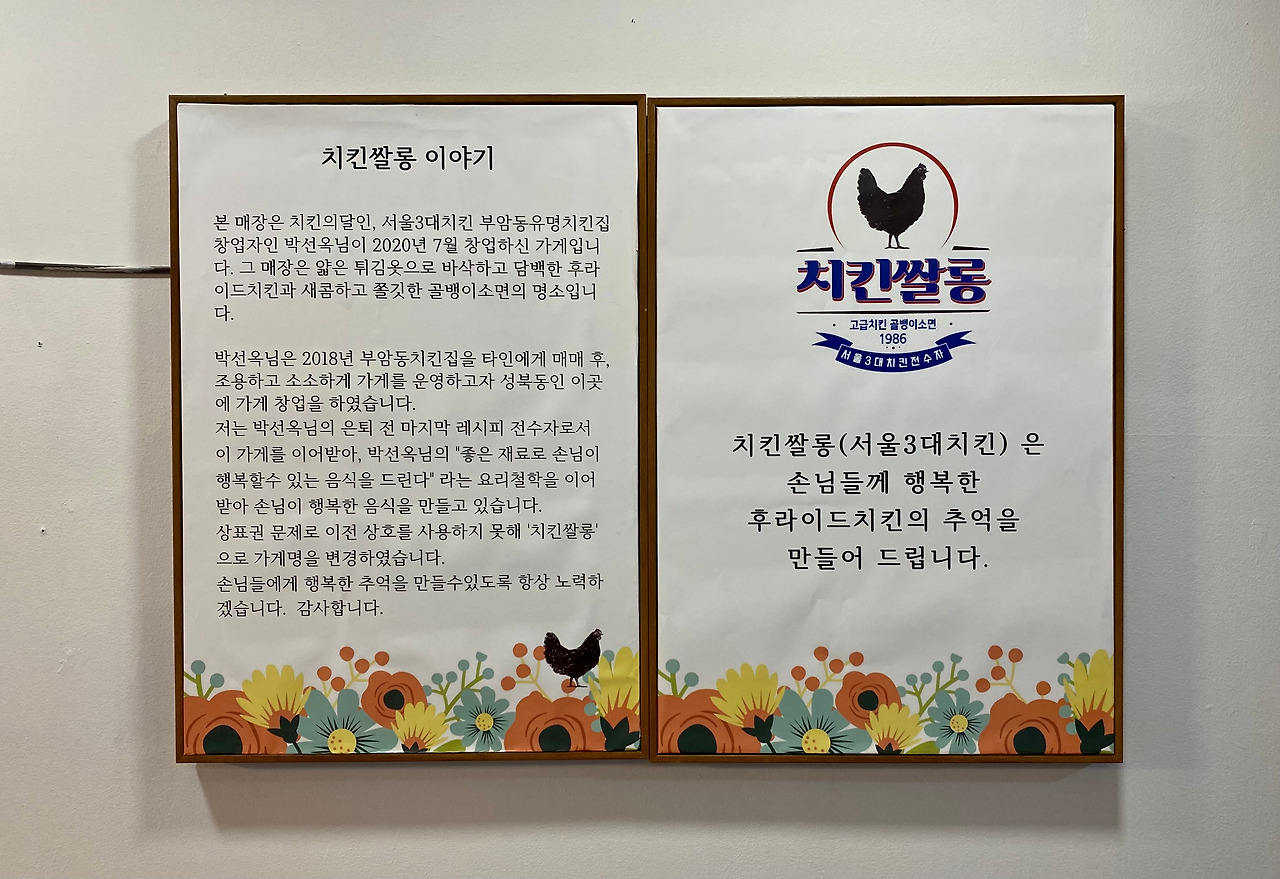 치킨쌀롱 이야기
본 매장은 치킨의달인, 서울3대치킨 부암동유명치킨집
창업자인 박선옥님이 2020년 7월 창업하신 가게입니
다. 그 매장은 얇은 튀김옷으로 바삭하고 담백한 후라
이드치킨과 새콤하고 쫄깃한 골뱅이소면의 명소입니
다.
박선옥님은 2018년 부암동치킨집을 타인에게 매매 후,
조용하고 소소하게 가게를 운영하고자 성북동인 이곳
에 가게 창업을 하였습니다.
저는 박선옥님의 은퇴 전 마지막 레시피 전수자로서
이 가게를 이어받아, 박선옥님의 "좋은 재료로 손님이
행복할수 있는 음식을 드린다" 라는 요리철학을 이어
받아 손님이 행복한 음식을 만들고 있습니다.
상표권 문제로 이전 상호를 사용하지 못해 '치킨쌀롱'
으로 가게명을 변경하였습니다.
손님들에게 행복한 추억을 만들수있도록 항상 노력하
겠습니다. 감사합니다.
치킨쌀롱
고급치킨 골뱅이소면
1986
서울3대치킨전수자
치킨쌀롱(서울3대치킨) 은
손님들께 행복한
후라이드치킨의 추억을
만들어 드립니다.